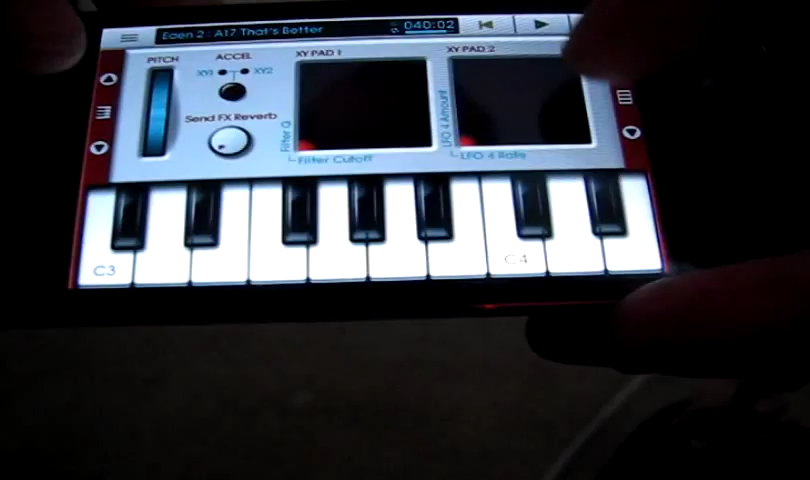 Eden 2 : A17 That's Better
040:02
PITCH
ACCEL
XY1
XY2
Send FX Reverb
XY PAD 1
Filter Q
Filter Cutoff
XY PAD 2
LFO 4 Amount
LFO 4 Rate
C3
C4